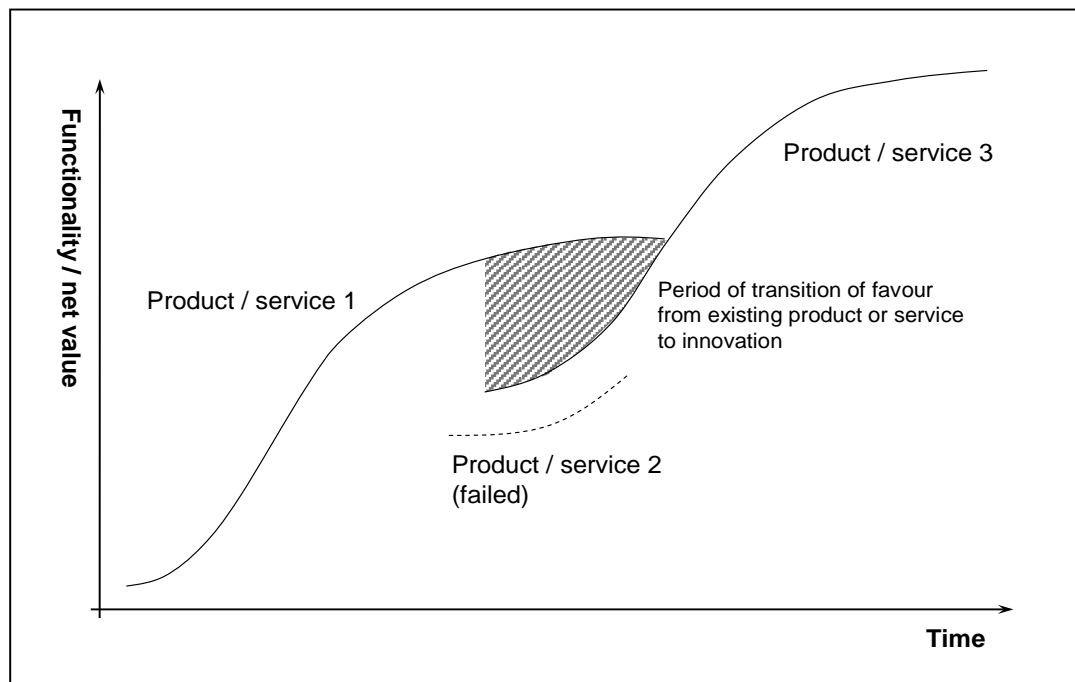 Functionality / net value
Product / service 1
Product / service 3
Period of transition of favour
from existing product or service
to innovation
Product / service 2
(failed)
Time